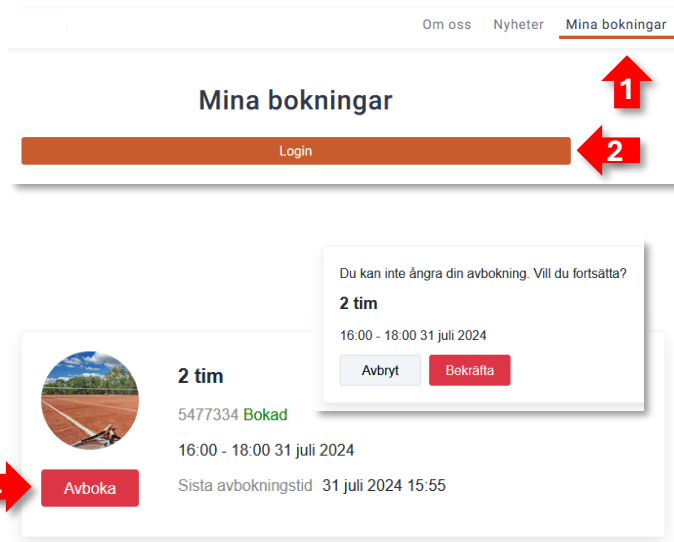 Om oss Nyheter Mina bokningar
1
Mina bokningar
Login
2
Du kan inte ångra din avbokning. Vill du fortsätta?
2 tim
16:00 - 18:00 31 juli 2024
Avbryt Bekräfta
2 tim
5477334 Bokad
16:00 - 18:00 31 juli 2024
Avboka
Sista avbokningstid 31 juli 2024 15:55